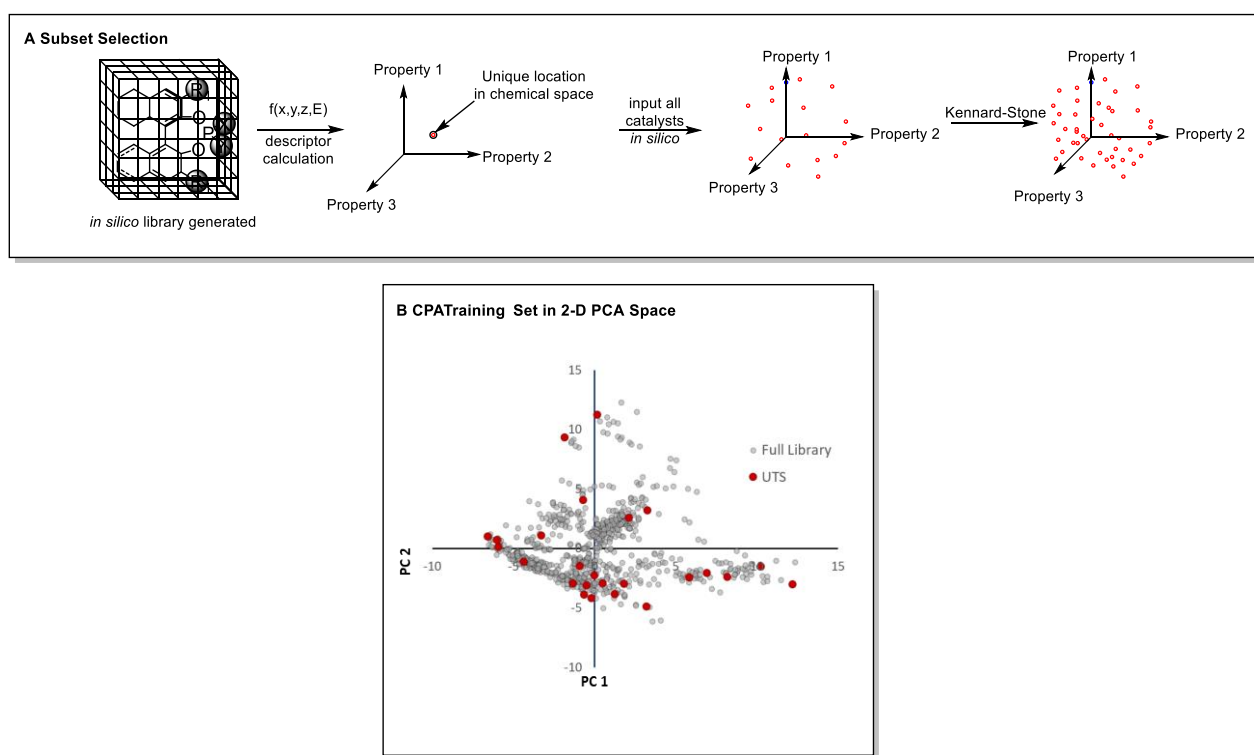 A Subset Selection
R
O
P
X
O
X
R
in silico library generated
f(x,y,z,E)
descriptor
calculation
Property 1
Unique location
in chemical space
Property 2
Property 3
input all
catalysts
in silico
Property 1
Property 2
Property 3
Kennard-Stone
Property 1
Property 2
Property 3
B CPATraining Set in 2-D PCA Space
15
10
Full Library
UTS
5
0
-10
-5
5
10
15
PC 2
-5
-10
PC 1